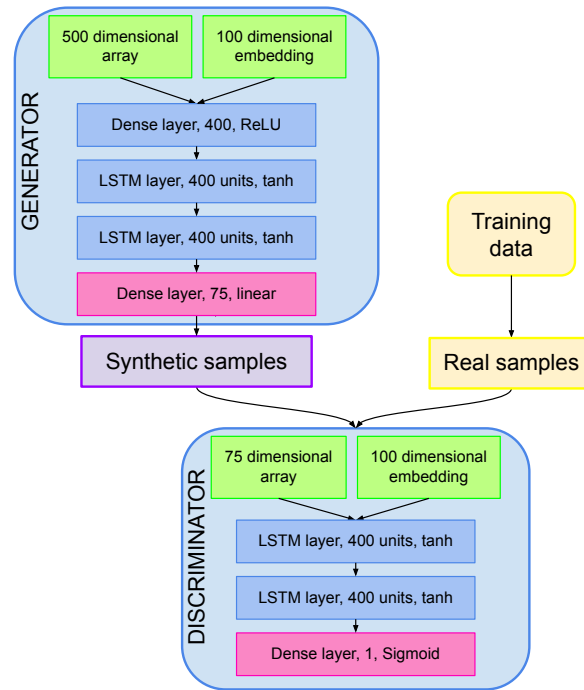 GENERATOR
500 dimensional
array
100 dimensional
embedding
Dense layer, 400, ReLU
LSTM layer, 400 units, tanh
LSTM layer, 400 units, tanh
Dense layer, 75, linear
Training
data
Synthetic samples
Real samples
DISCRIMINATOR
75 dimensional
array
100 dimensional
embedding
LSTM layer, 400 units, tanh
LSTM layer, 400 units, tanh
Dense layer, 1, Sigmoid